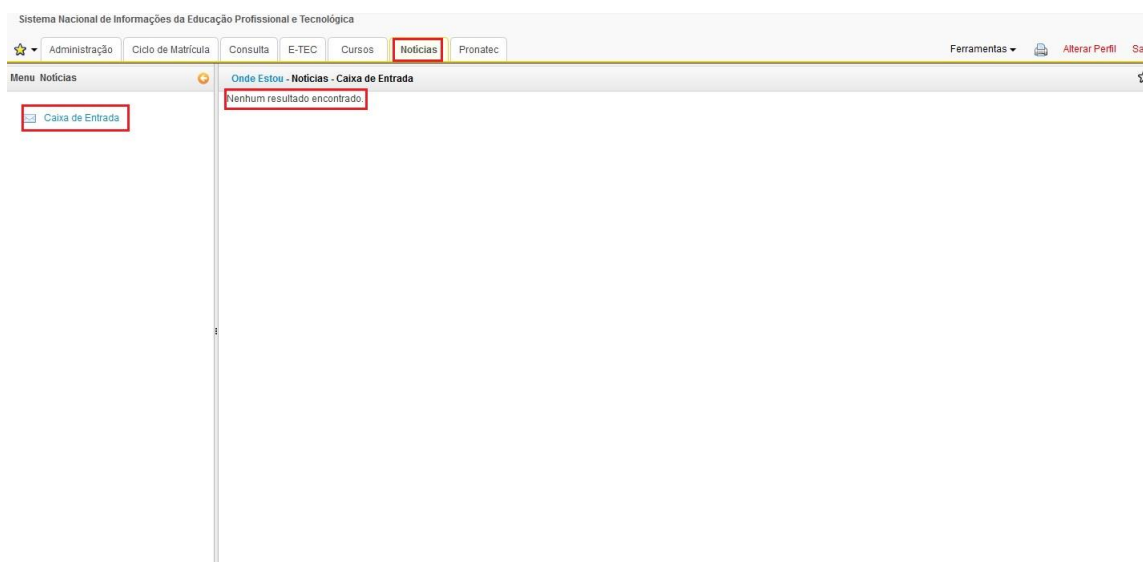 Sistema Nacional de Informações da Educação Profissional e Tecnológica
Administração Ciclo de Matrícula Consulta E-TEC Cursos Notícias Pronatec Ferramentas Alterar Perfil Sa
Menu Notícias Onde Estou - Notícias - Caixa de Entrada
Nenhum resultado encontrado.
Caixa de Entrada